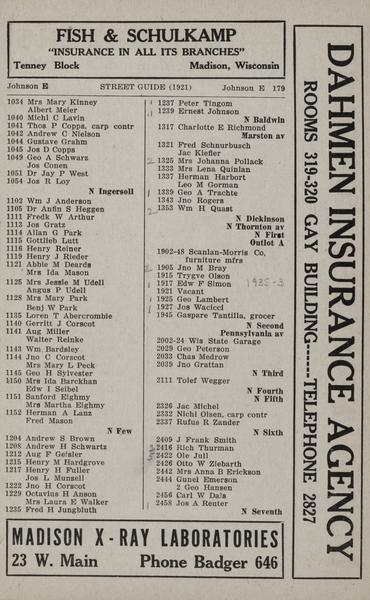 FISH & SCHULKAMP
"INSURANCE IN ALL ITS BRANCHES"
Tenney Block Madison, Wisconsin
Johnson E STREET GUIDE (1921) Johnson E 179
1034 Mrs Mary Kinney
Albert Meier
1040 Michl C Lavin
1041 Thos P Copps, carp contr
1042 Andrew C Nielson
1044 Gustave Grahm
1045 Jos D Copps
1049 Geo A Schwarz
Jos Conen
1051 Dr Jay P West
1054 Jos R Loy
N Ingersoll
1102 Wm J Anderson
1105 Dr Anfin S Heggen
1111 Fredk W Arthur
1113 Jos Gratz
1114 Allan G Park
1115 Gottlieb Lutt
1116 Henry Reiner
1119 Henry J Rieder
1121 Abbie M Deards
Mrs Ida Mason
1125 Mrs Jessie M Udell
Angus P Udell
1128 Mrs Mary Park
Benj W Park
1135 Loren T Abercrombie
1140 Gerritt J Corscot
1141 Aug Miller
Walter Reinke
1143 Wm Bardsley
1144 Jno C Corscot
Mrs Mary L Peck
1145 Geo H Sylvester
1150 Mrs Ida Barckhan
Edw I Seibel
1151 Sanford Eighmy
Mrs Martha Eighmy
1152 Herman A Lanz
Fred Mason
N Few
1204 Andrew S Brown
1208 Andrew H Schwartz
1212 Aug F Geisler
1215 Henry M Hardgrove
1217 Henry H Fuller
Jos L Munsell
1222 Jno H Corscot
1229 Octavius H Anson
Mrs Laura E Walker
1235 Fred H Jungbluth
1237 Peter Tingom
1239 Ernest Johnson
N Baldwin
1317 Charlotte E Richmond
Marston av
1321 Fred Schnurbusch
Jac Kiefler
1325 Mrs Johanna Pollack
1333 Mrs Lena Quinlan
1337 Herman Harbort
Leo M Gorman
1339 Geo A Trachte
1343 Jno Rogers
1353 Wm H Quast
N Dickinson
N Thornton av
N First
Outlot A
1902-48 Scanlan-Morris Co,
furniture mfrs
1905 Jno M Bray
1915 Trygve Olson
1917 Edw F Simon 1935-3
1921 Vacant
1925 Geo Lambert
1927 Jos Waclccl
1945 Gaspare Tantilla, grocer
N Second
Pennsylvania av
2002-24 Wis State Garage
2029 Geo Peterson
2033 Chas Medrow
2039 Jno Grattan
N Third
2111 Tolef Wegger
N Fourth
N Fifth
2326 Jac Michel
2332 Nichl Olsen, carp contr
2337 Rufus R Zander
N Sixth
2409 J Frank Smith
2416 Rich Thurman
2422 Ole Jull
2426 Otto W Ziebarth
2442 Mrs Anna B Erickson
2444 Gunel Emerson
2 Geo Hansen
2456 Carl W Dals
2458 Jos A Reuter
N Seventh
DAHMEN INSURANCE AGENCY
ROOMS 319-320 GAY BUILDING------TELEPHONE 2827
MADISON X-RAY LABORATORIES
23 W. Main Phone Badger 646